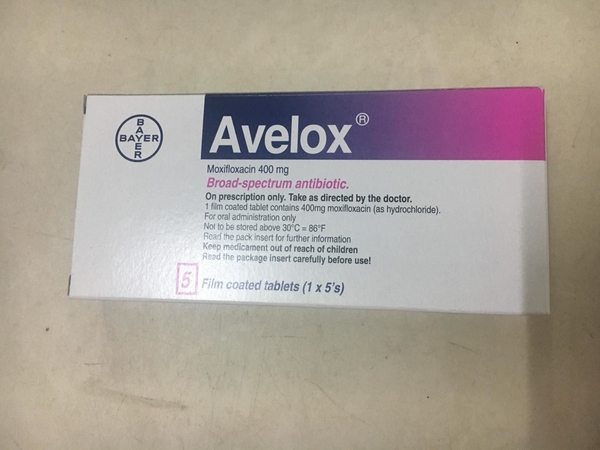 BAYER
BAYER
Avelox®
Moxifloxacin 400 mg
Broad-spectrum antibiotic.
On prescription only. Take as directed by the doctor.
1 film coated tablet contains 400mg moxifloxacin (as hydrochloride).
For oral administration only
Not to be stored above 30°C = 86°F
Read the pack insert for further information
Keep medicament out of reach of children
Read the package insert carefully before use!
5 Film coated tablets (1 x 5's)